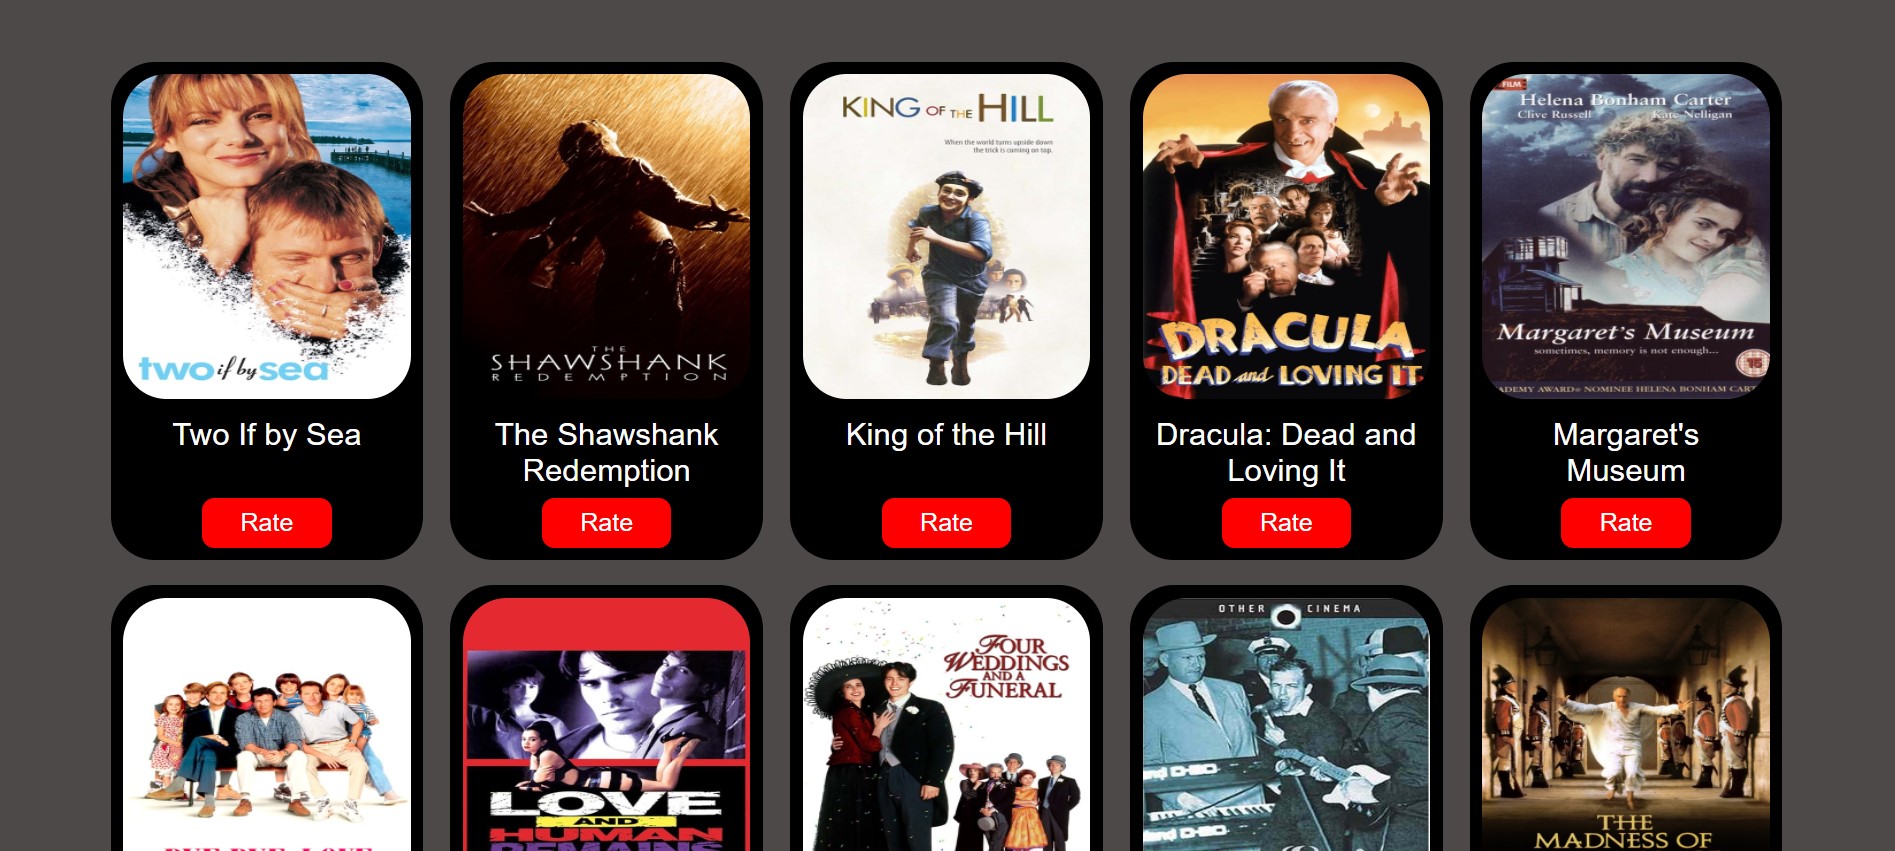 two if by sea
THE
SHAWSHANK
REDEMPTION
KING OF THE HILL
When the world turns upside down
the trick is coming on top.
DRACULA
DEAD and LOVING IT
FILM
Helena Bonham Carter
Clive Russell Kate Nelligan
Margaret's Museum
sometimes, memory is not enough...
15
ADEMY AWARD® NOMINEE HELENA BONHAM CART
Two If by Sea
The Shawshank
Redemption
King of the Hill
Dracula: Dead and
Loving It
Margaret's
Museum
Rate
Rate
Rate
Rate
Rate
LOVE
AND
HUMAN
REMAINS
FOUR
WEDDINGS
AND A
FUNERAL
OTHER CINEMA
THE
MADNESS OF